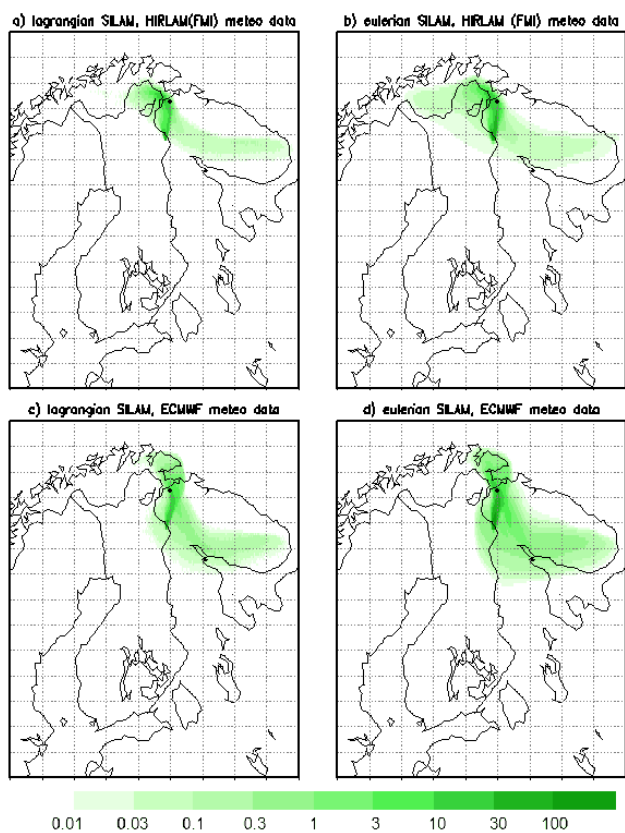 a) lagrangian SILAM, HIRLAM(FMI) meteo data
b) eulerian SILAM, HIRLAM (FMI) meteo data
c) lagrangian SILAM, ECMWF meteo data
d) eulerian SILAM, ECMWF meteo data
0.01 0.03 0.1 0.3 1 3 10 30 100